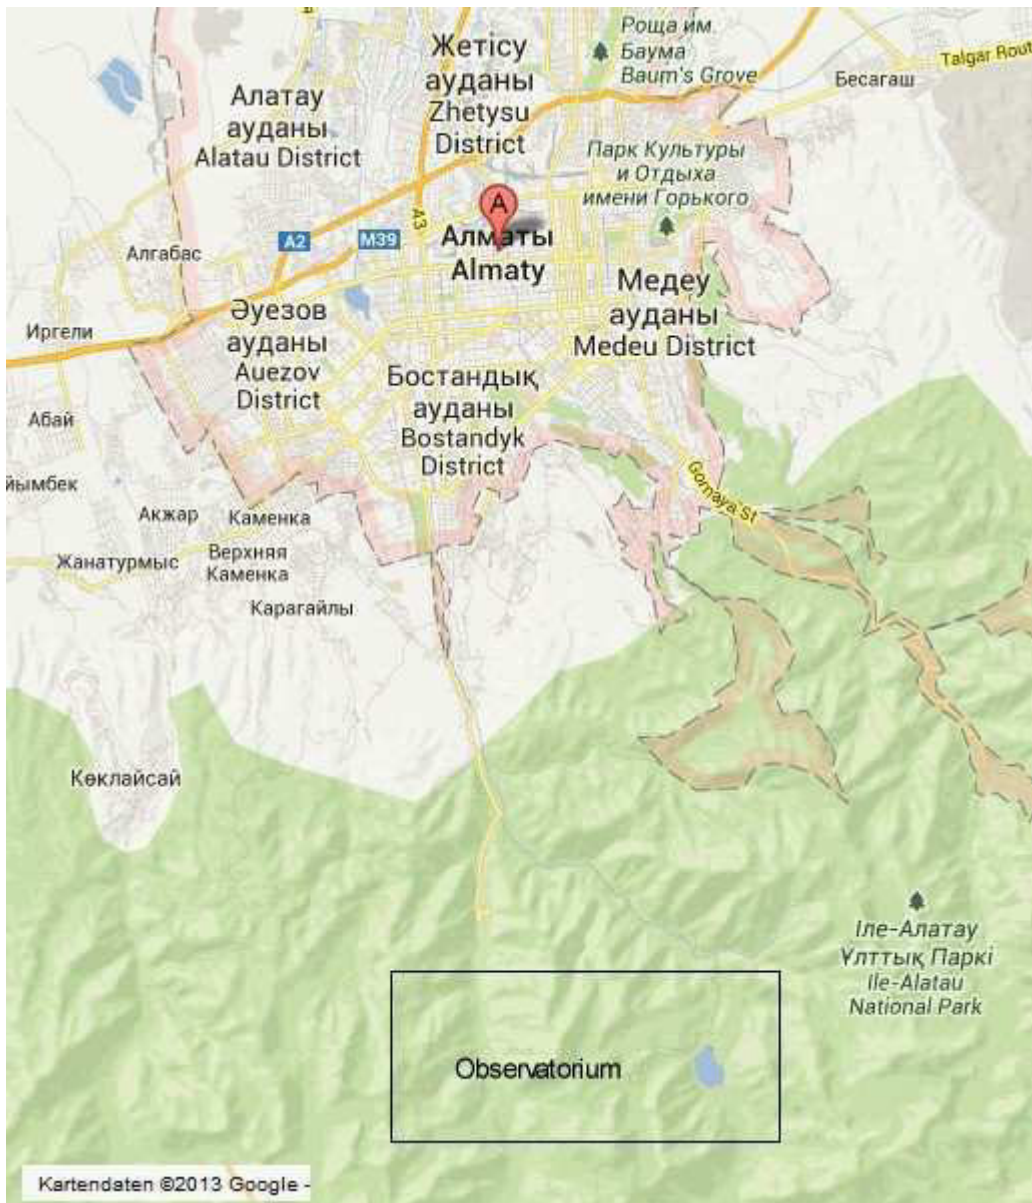 Роща им.
Баума
Baum's Grove
Talgar Rout
Бесагаш
Жетісу
ауданы
Zhetysu
District
Алатау
ауданы
Alatau District
Парк Культуры
и Отдыха
имени Горького
A
A3
A2
M39
Алматы
Almaty
Алгабас
Медеу
ауданы
Medeu District
Әуезов
ауданы
Auezov
District
Иргели
Бостандық
ауданы
Bostandyk
District
Абай
йымбек
Gornaya St
Акжар
Каменка
Жанатурмыс
Верхняя
Каменка
Карагайлы
Көклайсай
Іле-Алатау
Ұлттық Паркі
Ile-Alatau
National Park
Observatorium
Kartendaten ©2013 Google -